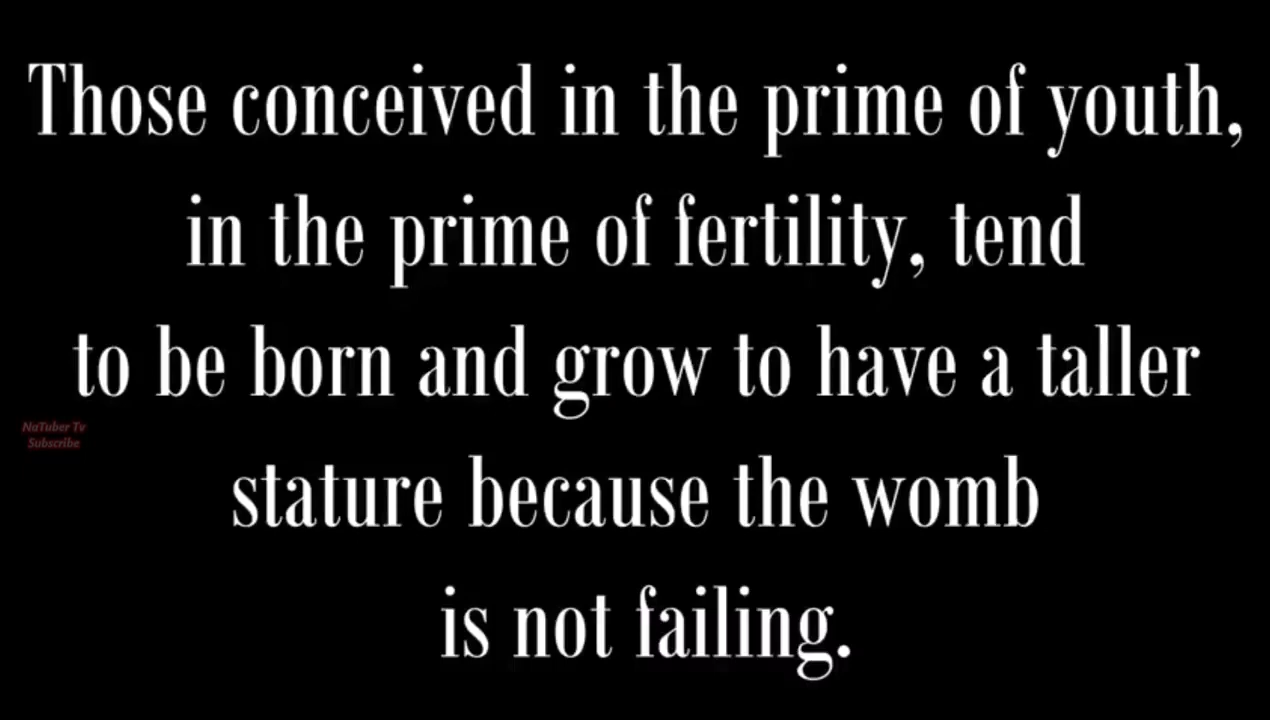 Those conceived in the prime of youth,
in the prime of fertility, tend
to be born and grow to have a taller
NaTuber Tv
Subscribe
stature because the womb
is not failing.